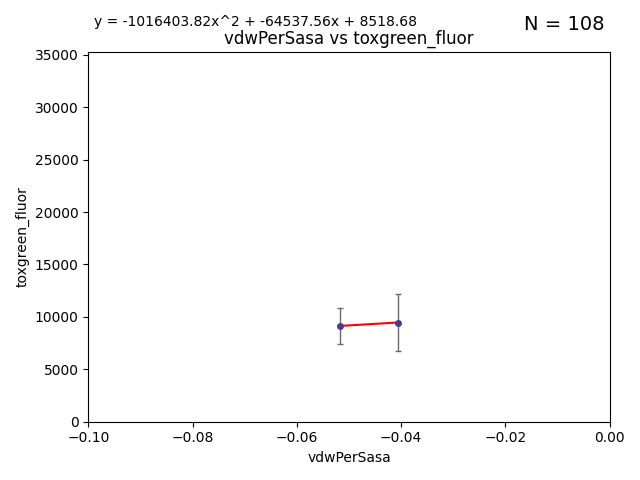 y = -1016403.82x^2 + -64537.56x + 8518.68
N = 108
vdwPerSasa vs toxgreen_fluor
35000
30000
25000
20000
15000
10000
5000
0
toxgreen_fluor
−0.10 −0.08 −0.06 −0.04 −0.02 0.00
vdwPerSasa